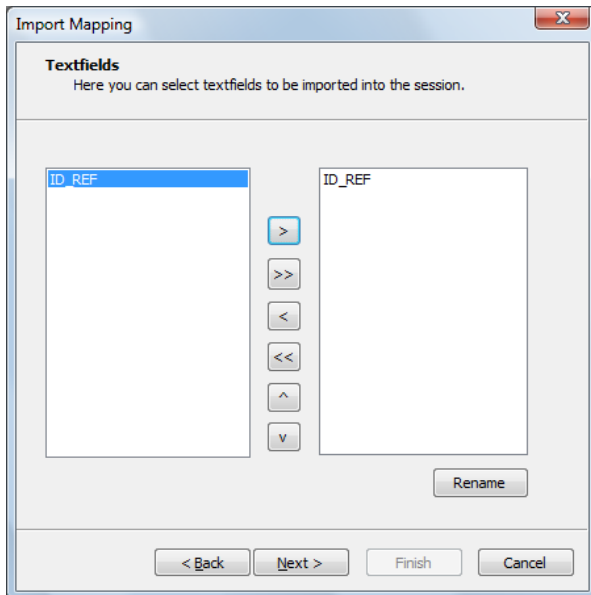 Import Mapping
X
Textfields
Here you can select textfields to be imported into the session.
ID_REF
ID_REF
>
>>
<
<<
^
v
Rename
< Back
Next >
Finish
Cancel